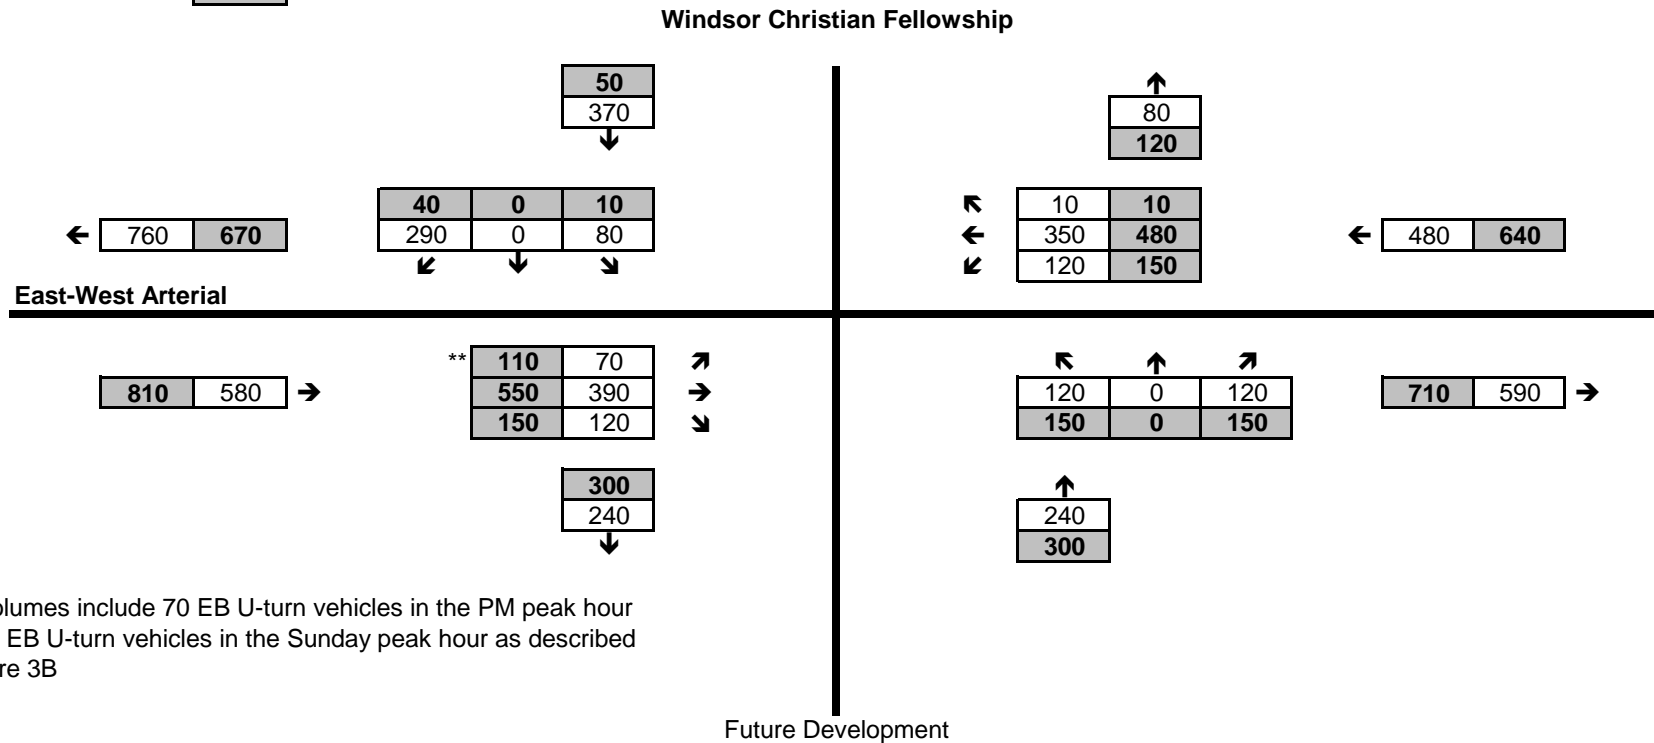 Windsor Christian Fellowship
50
370
80
120
40 0 10
290 0 80
760 670
10 10
350 480
120 150
480 640
East-West Arterial
** 110 70
550 390
150 120
810 580
120 0 120
150 0 150
710 590
300
240
240
300
volumes include 70 EB U-turn vehicles in the PM peak hour
EB U-turn vehicles in the Sunday peak hour as described
3B
Future Development